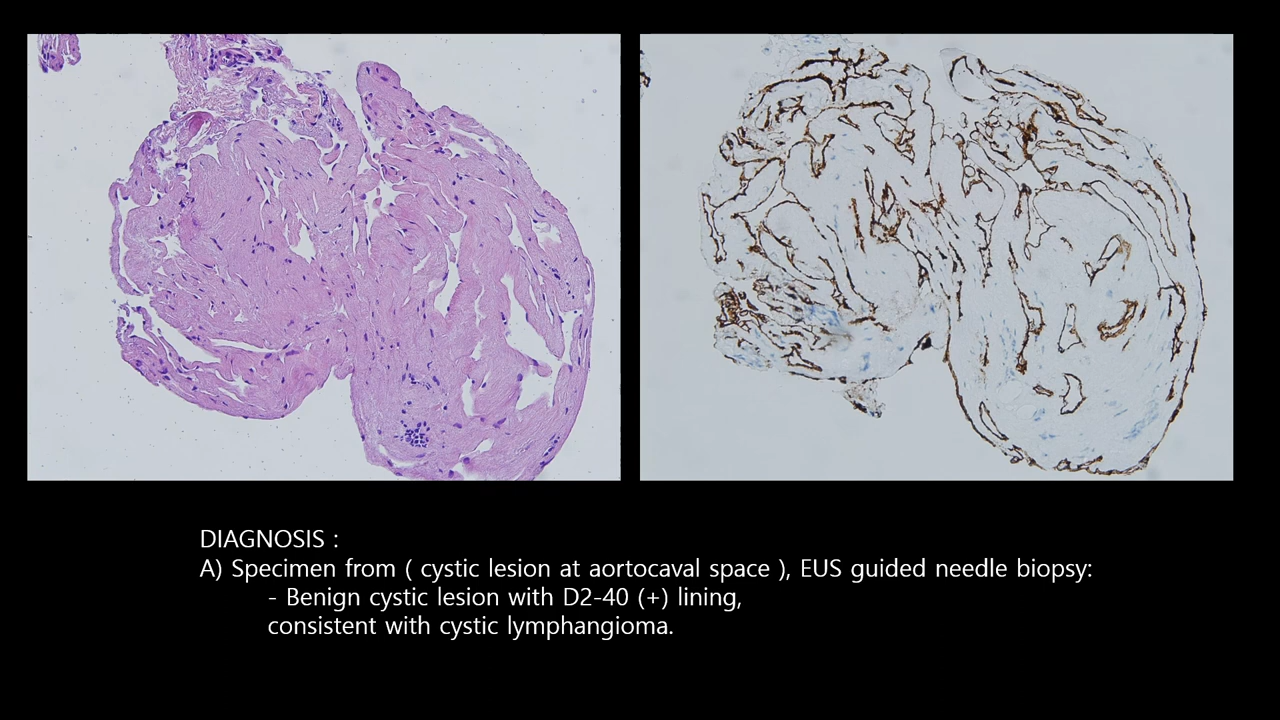 DIAGNOSIS :
A) Specimen from ( cystic lesion at aortocaval space ), EUS guided needle biopsy:
- Benign cystic lesion with D2-40 (+) lining,
consistent with cystic lymphangioma.